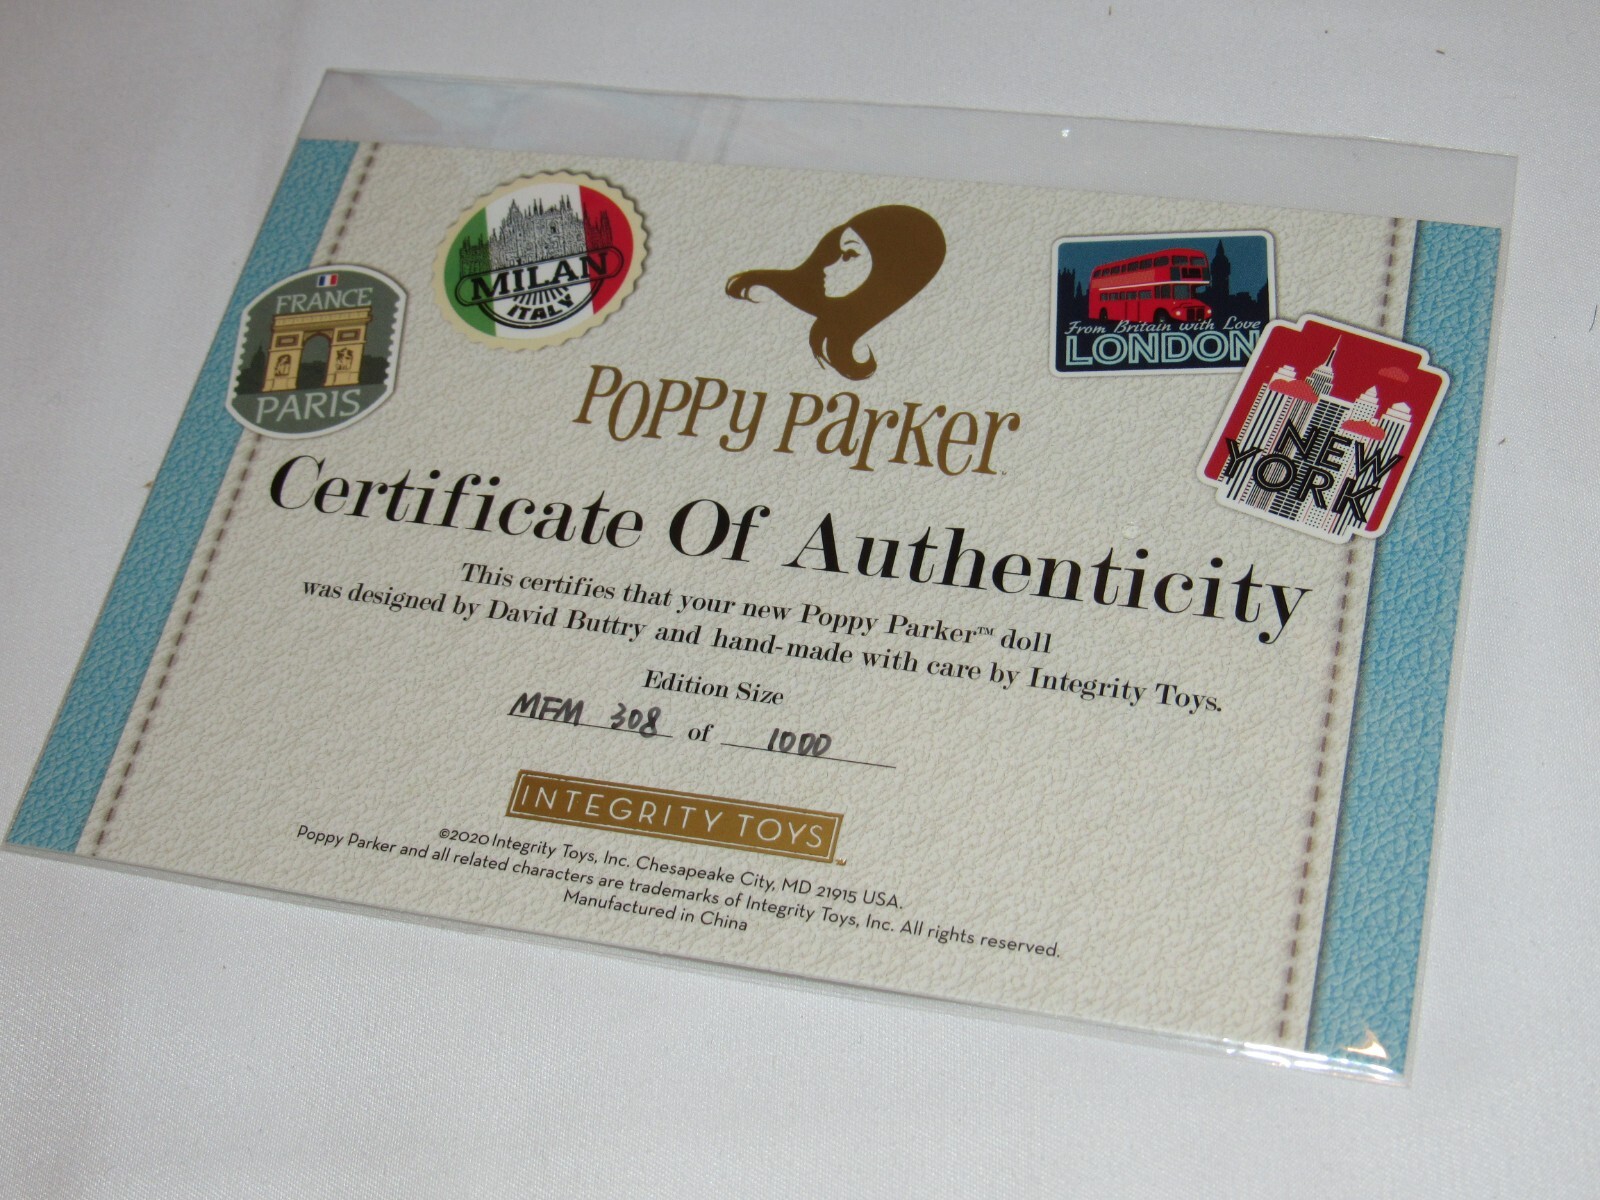 FRANCE
PARIS
MILAN
ITALY
POPPY PARKER™
From Britain with Love
LONDON
NEW
YORK
Certificate Of Authenticity
This certifies that your new Poppy Parker™ doll
was designed by David Buttry and hand-made with care by Integrity Toys.
Edition Size
MFM 308 of 1000
INTEGRITY TOYS™
©2020 Integrity Toys, Inc. Chesapeake City, MD 21915 USA.
Poppy Parker and all related characters are trademarks of Integrity Toys, Inc. All rights reserved.
Manufactured in China